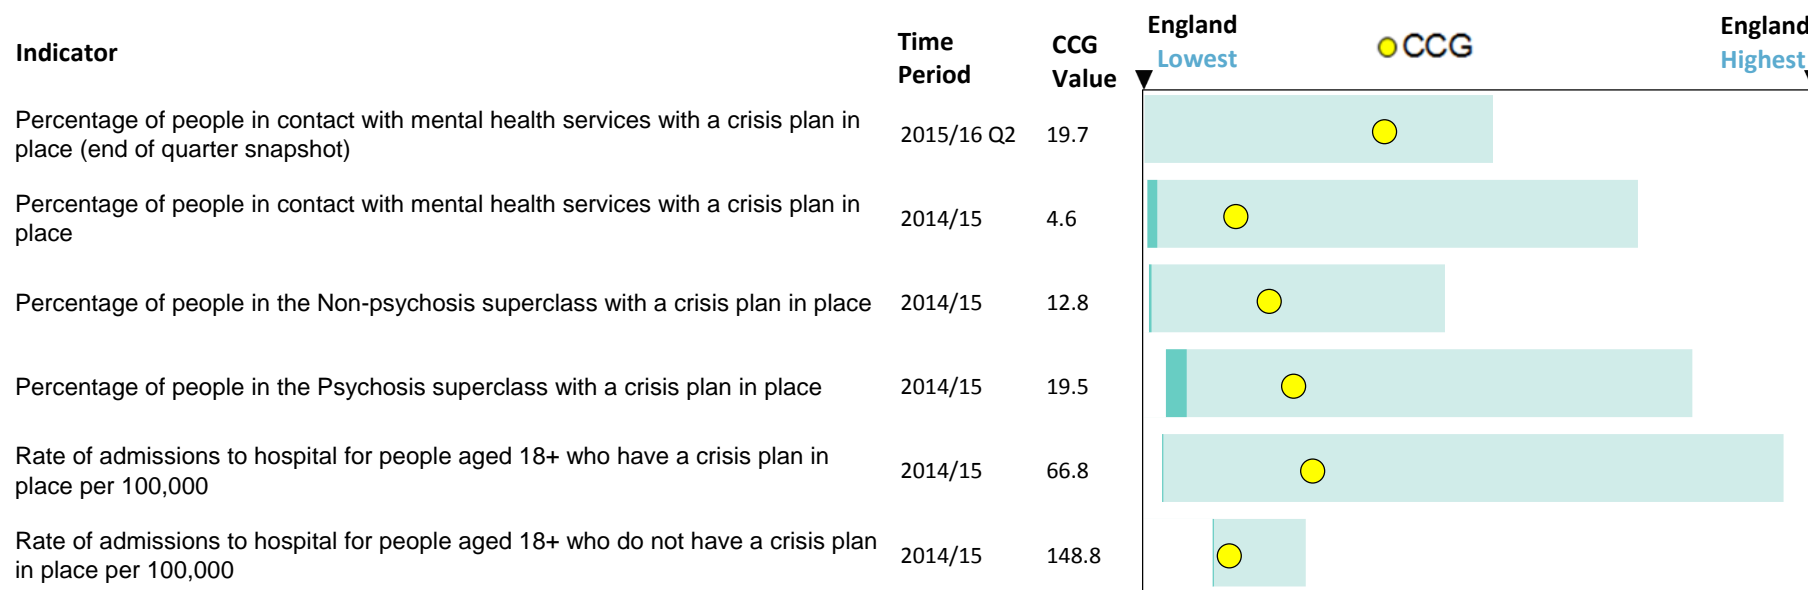 Indicator
Time
Period
CCG
Value
England
Lowest
CCG
England
Highest
Percentage of people in contact with mental health services with a crisis plan in
place (end of quarter snapshot)
2015/16 Q2
19.7
Percentage of people in contact with mental health services with a crisis plan in
place
2014/15
4.6
Percentage of people in the Non-psychosis superclass with a crisis plan in place
2014/15
12.8
Percentage of people in the Psychosis superclass with a crisis plan in place
2014/15
19.5
Rate of admissions to hospital for people aged 18+ who have a crisis plan in
place per 100,000
2014/15
66.8
Rate of admissions to hospital for people aged 18+ who do not have a crisis plan
in place per 100,000
2014/15
148.8